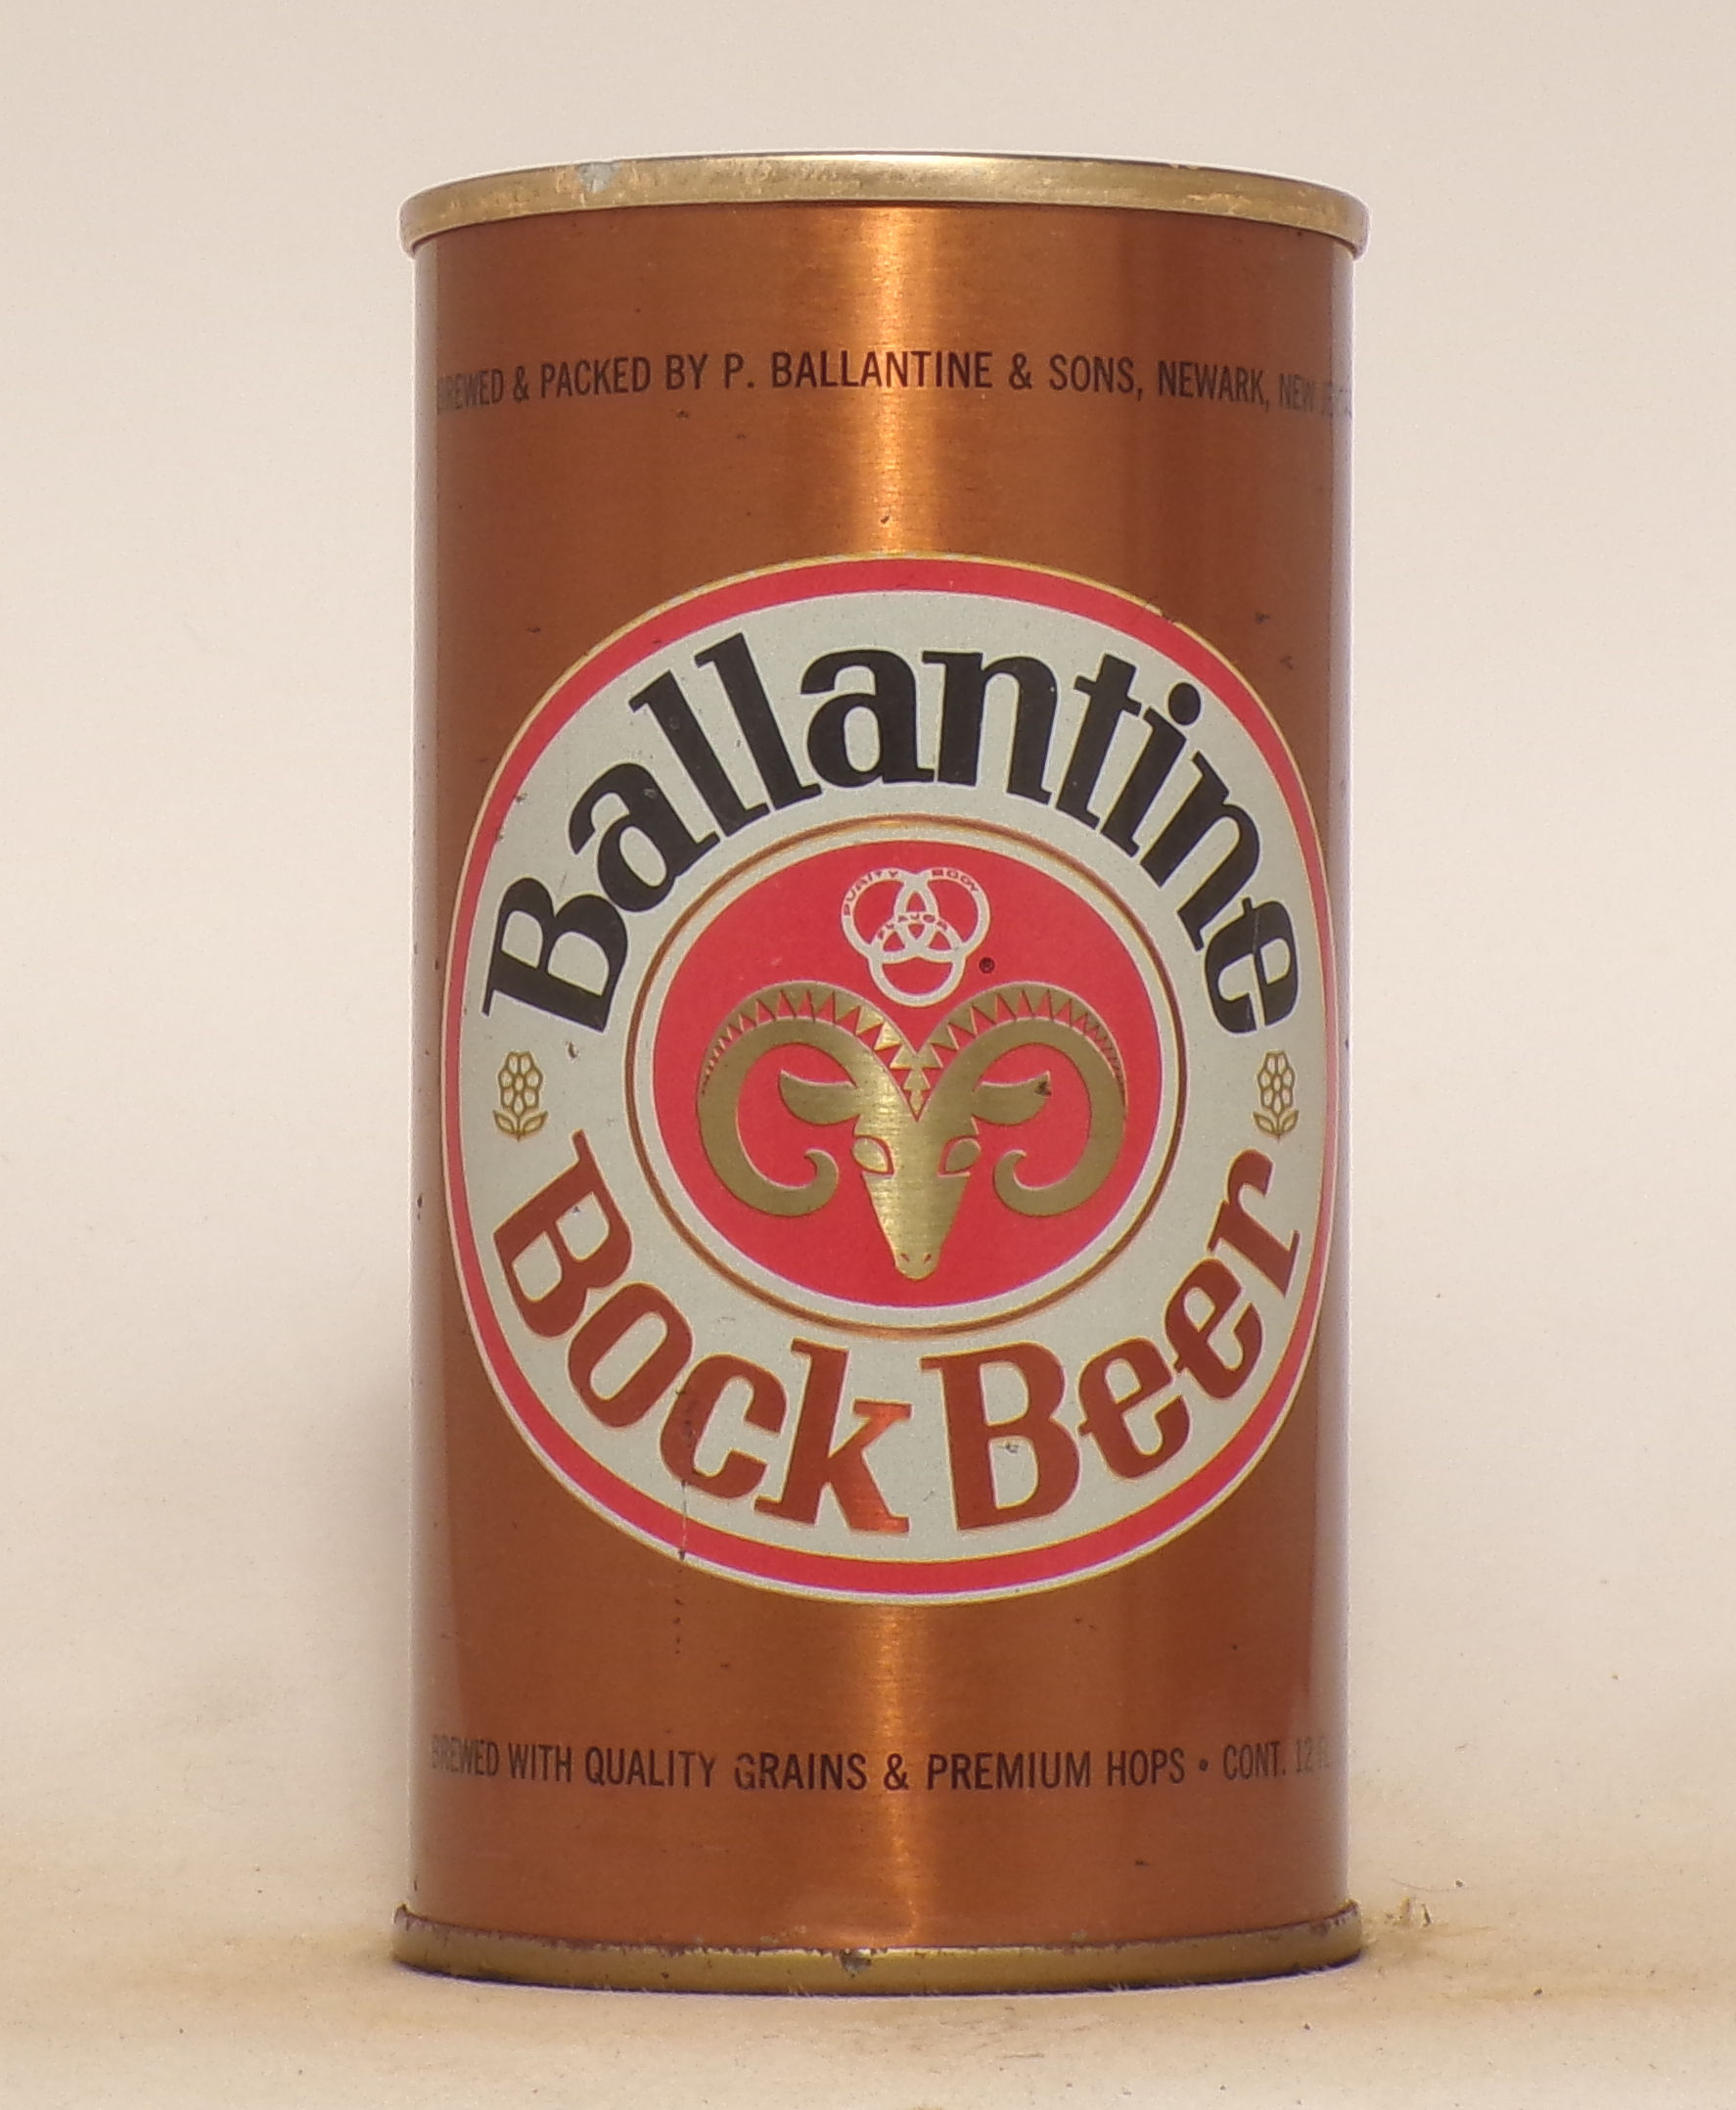 BREWED & PACKED BY P. BALLANTINE & SONS, NEWARK, NEW
Ballantine
PURITY BODY
FLAVOR
®
Bock Beer
BREWED WITH QUALITY GRAINS & PREMIUM HOPS • CONT. 12